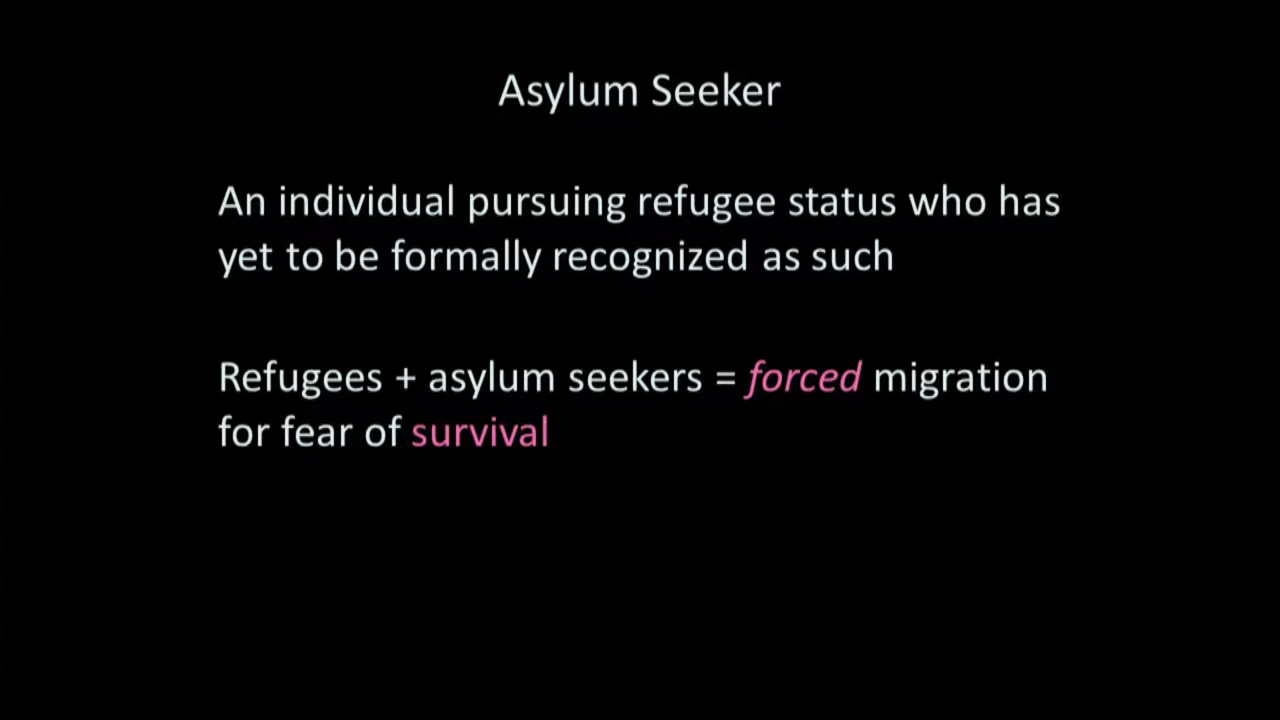 Asylum Seeker
An individual pursuing refugee status who has
yet to be formally recognized as such
Refugees + asylum seekers = forced migration
for fear of survival